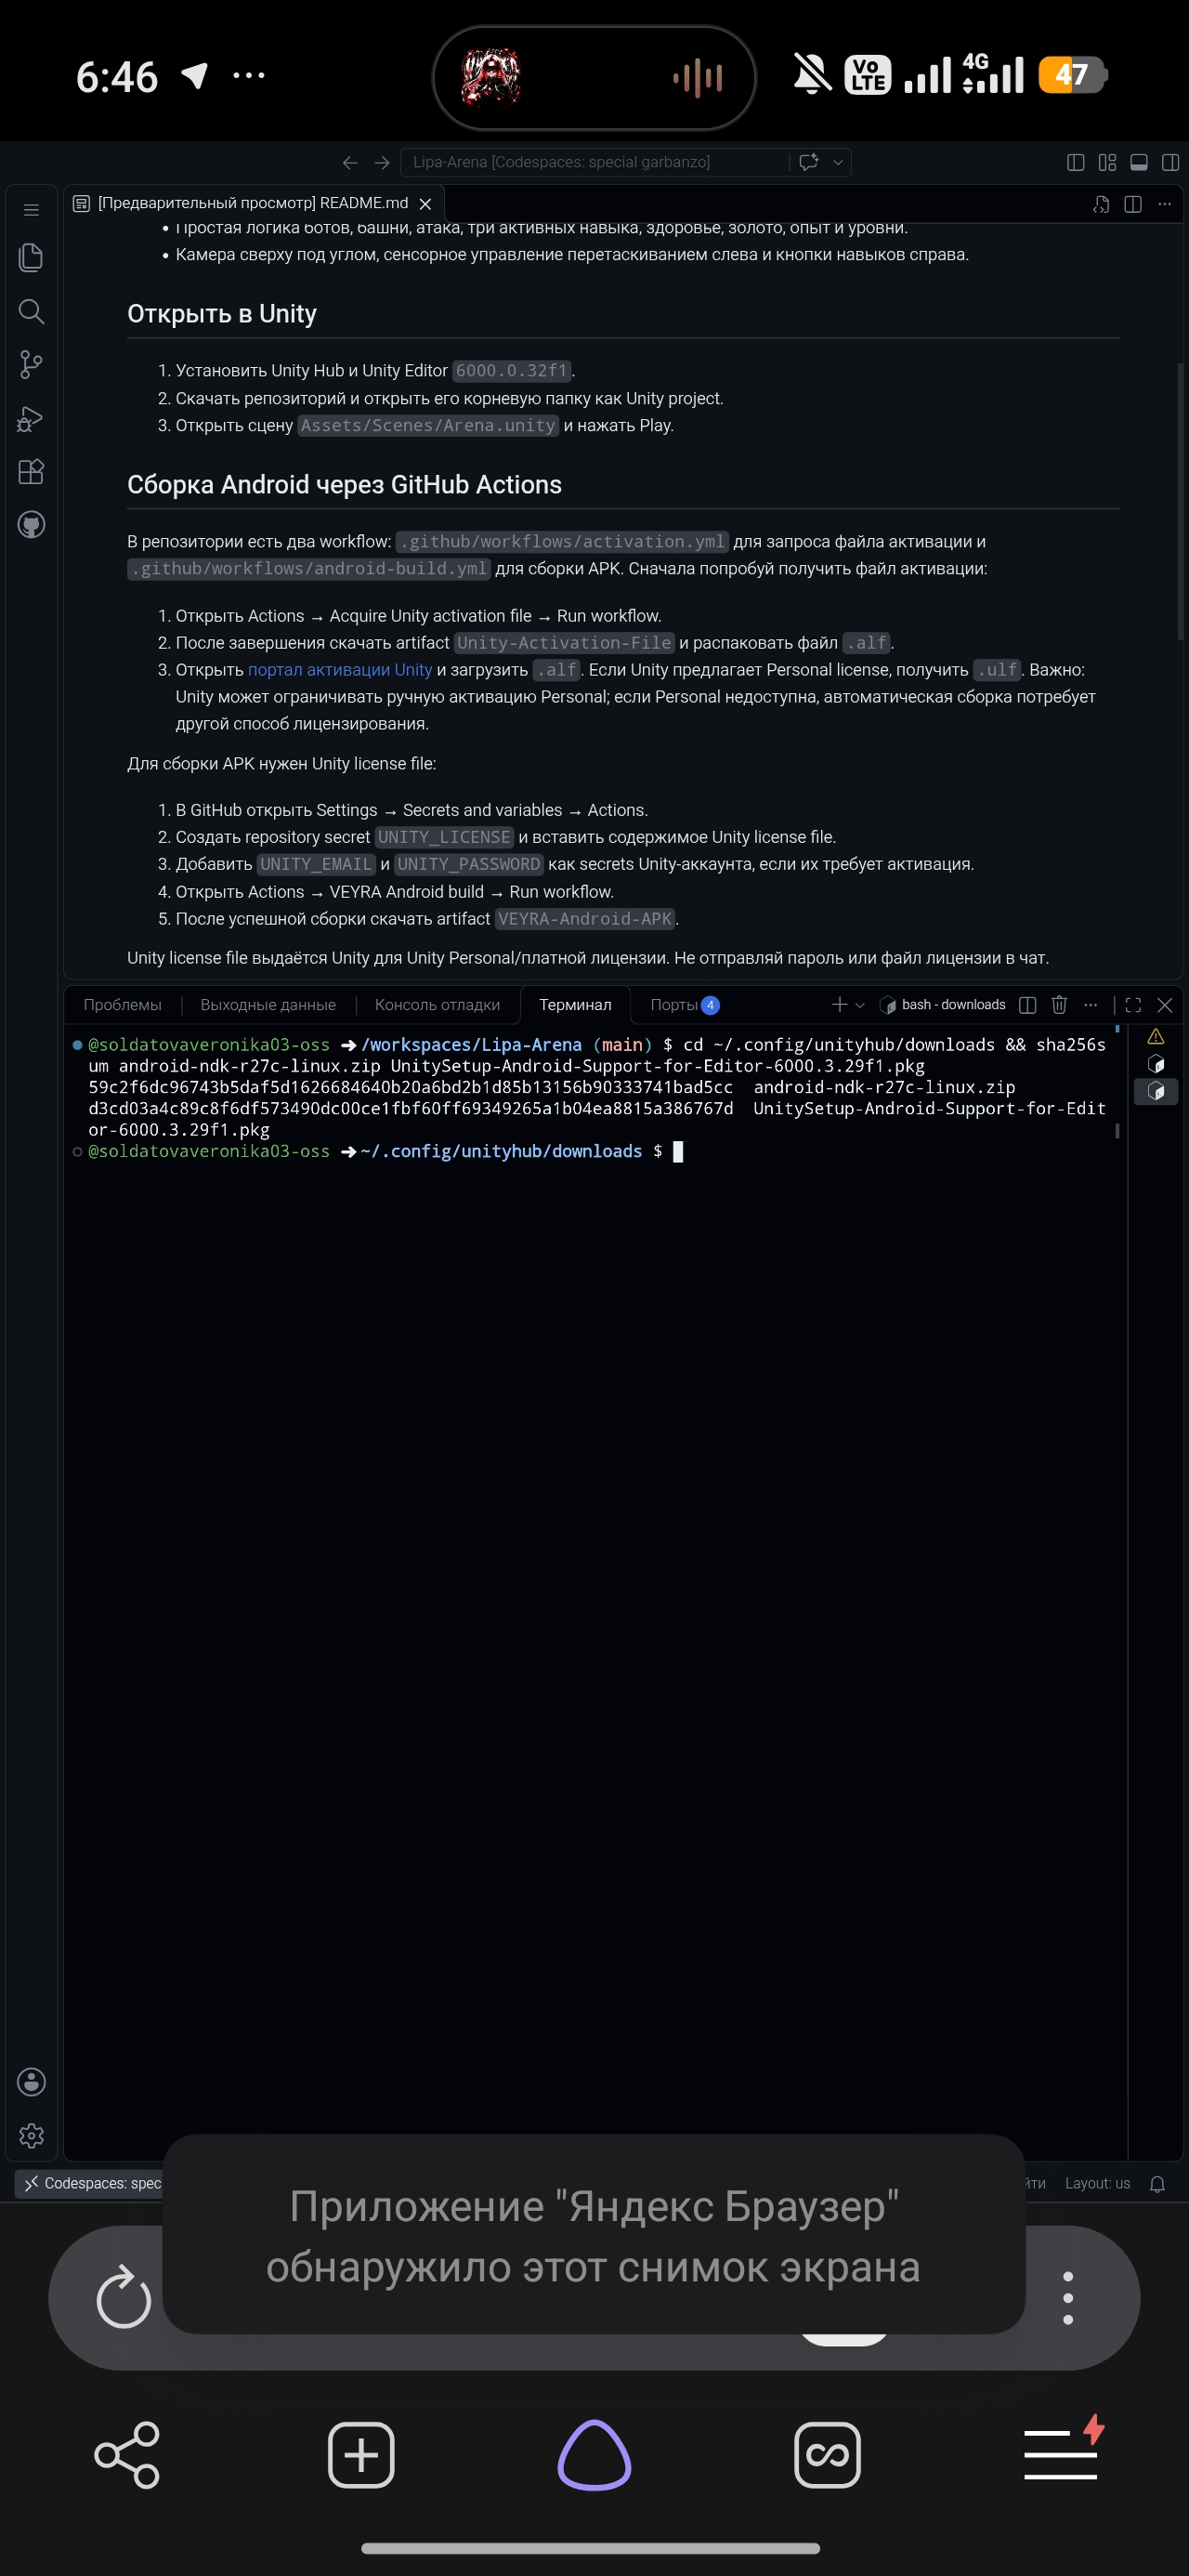 6:46
Vo
LTE
4G
47
Lipa-Arena [Codespaces: special garbanzo]
[Предварительный просмотр] README.md
• Простая логика ботов, башни, атака, три активных навыка, здоровье, золото, опыт и уровни.
• Камера сверху под углом, сенсорное управление перетаскиванием слева и кнопки навыков справа.
Открыть в Unity
1. Установить Unity Hub и Unity Editor 6000.0.32f1.
2. Скачать репозиторий и открыть его корневую папку как Unity project.
3. Открыть сцену Assets/Scenes/Arena.unity и нажать Play.
Сборка Android через GitHub Actions
В репозитории есть два workflow: .github/workflows/activation.yml для запроса файла активации и
.github/workflows/android-build.yml для сборки APK. Сначала попробуй получить файл активации:
1. Открыть Actions → Acquire Unity activation file → Run workflow.
2. После завершения скачать artifact Unity-Activation-File и распаковать файл .alf.
3. Открыть портал активации Unity и загрузить .alf. Если Unity предлагает Personal license, получить .ulf. Важно:
Unity может ограничивать ручную активацию Personal; если Personal недоступна, автоматическая сборка потребует
другой способ лицензирования.
Для сборки APK нужен Unity license file:
1. В GitHub открыть Settings → Secrets and variables → Actions.
2. Создать repository secret UNITY_LICENSE и вставить содержимое Unity license file.
3. Добавить UNITY_EMAIL и UNITY_PASSWORD как secrets Unity-аккаунта, если их требует активация.
4. Открыть Actions → VEYRA Android build → Run workflow.
5. После успешной сборки скачать artifact VEYRA-Android-APK.
Unity license file выдаётся Unity для Unity Personal/платной лицензии. Не отправляй пароль или файл лицензии в чат.
Проблемы | Выходные данные | Консоль отладки Терминал Порты 4 bash - downloads
@soldatovaveronika03-oss ➜ /workspaces/Lipa-Arena (main) $ cd ~/.config/unityhub/downloads && sha256s
um android-ndk-r27c-linux.zip UnitySetup-Android-Support-for-Editor-6000.3.29f1.pkg
59c2f6dc96743b5daf5d1626684640b20a6bd2b1d85b13156b90333741bad5cc  android-ndk-r27c-linux.zip
d3cd03a4c89c8f6df573490dc00ce1fbf60ff69349265a1b04ea8815a386767d  UnitySetup-Android-Support-for-Edit
or-6000.3.29f1.pkg
@soldatovaveronika03-oss ➜ ~/.config/unityhub/downloads $
Codespaces: spec
йти Layout: us
Приложение "Яндекс Браузер"
обнаружило этот снимок экрана